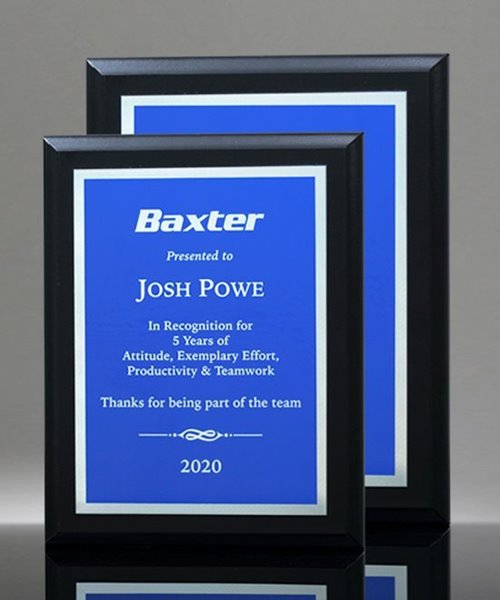 Baxter
Presented to
JOSH POWE
In Recognition for
5 Years of
Attitude, Exemplary Effort,
Productivity & Teamwork
Thanks for being part of the team
2020